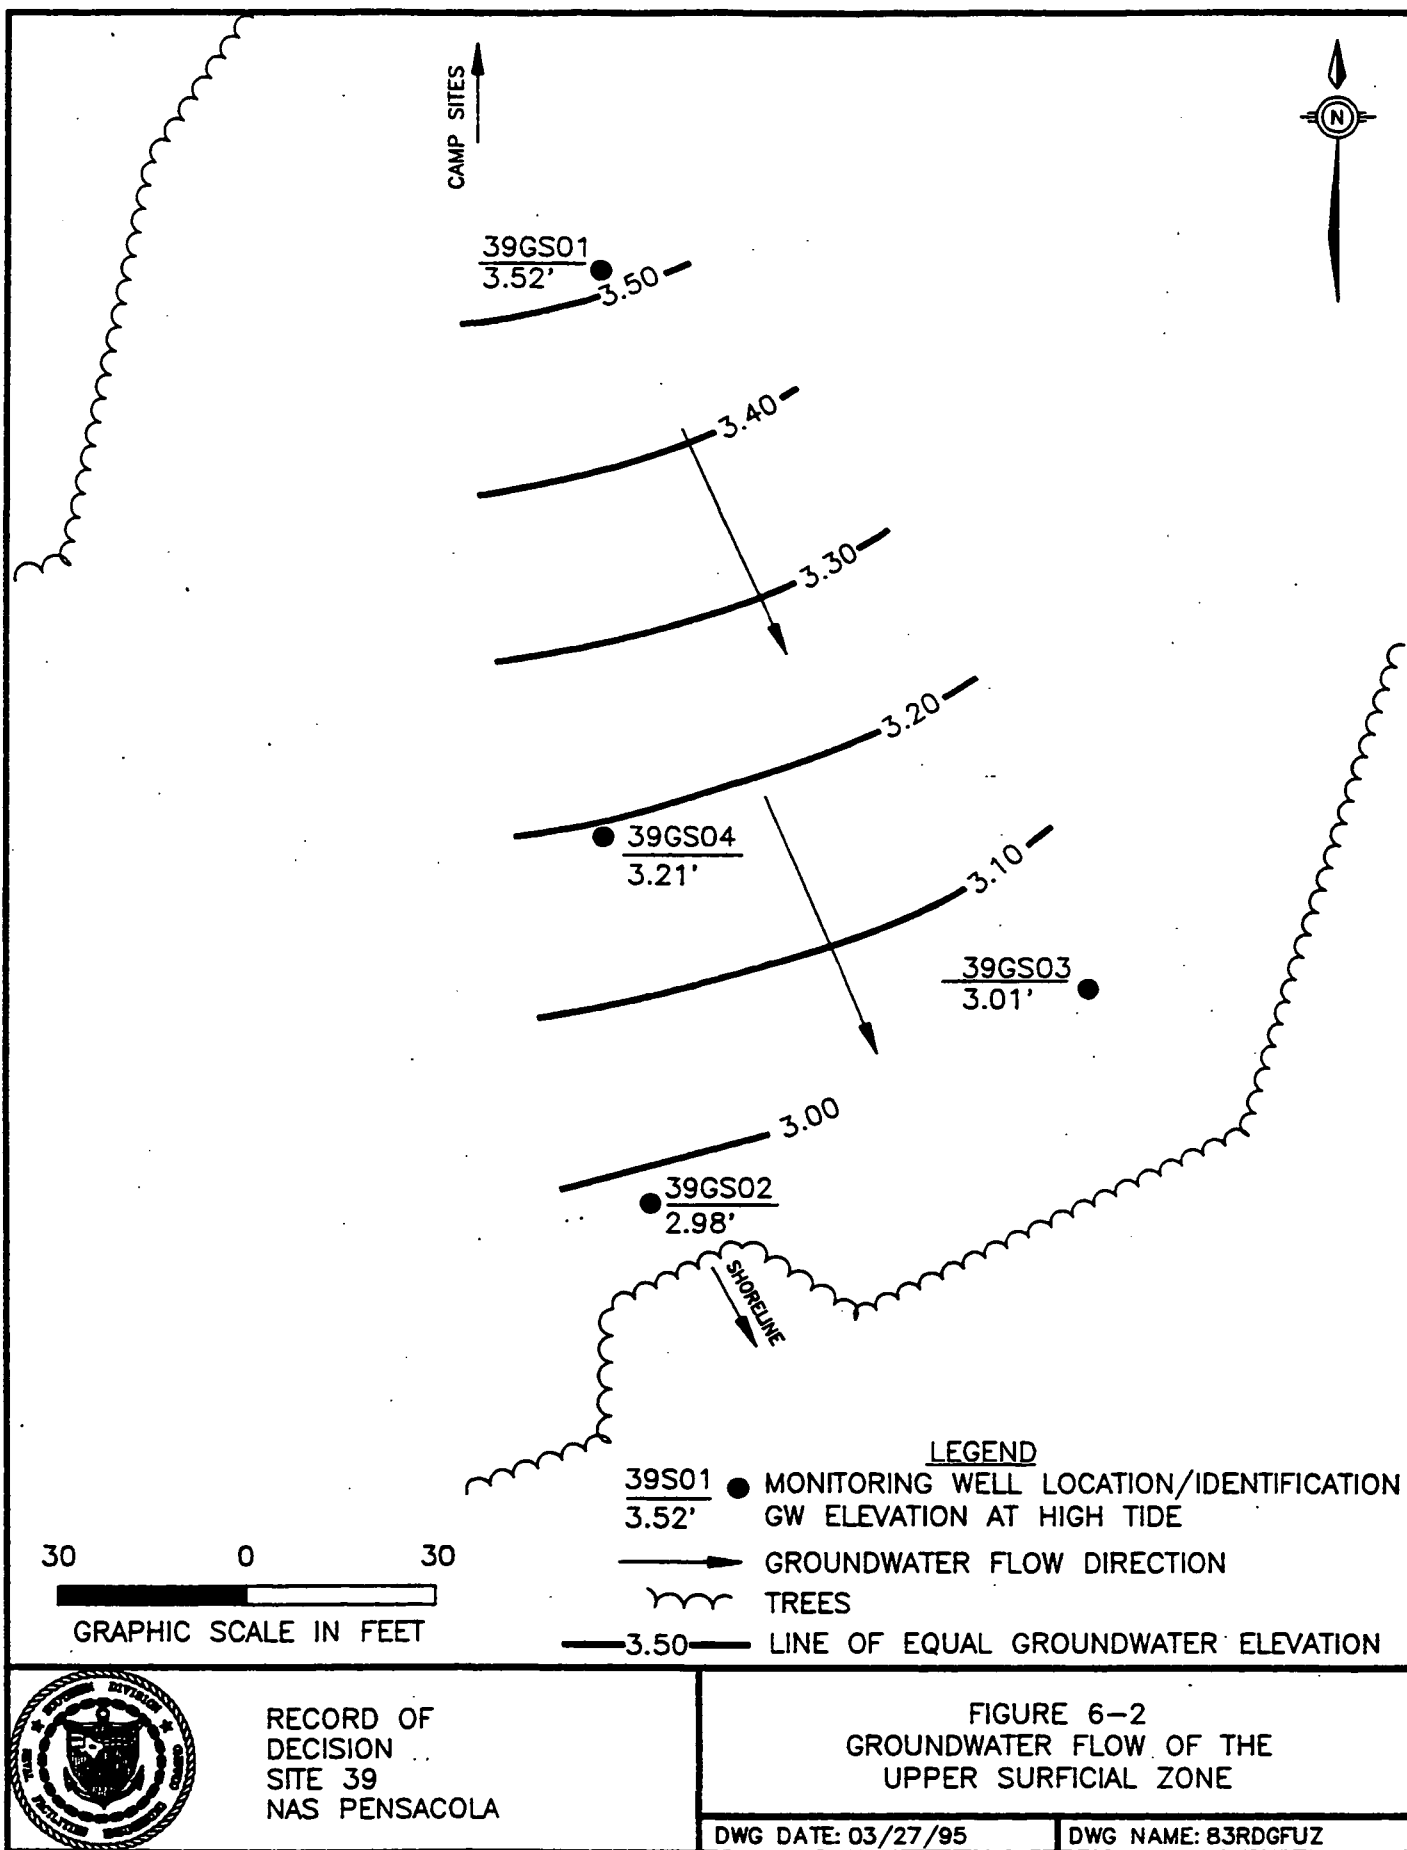 CAMP SITES
N
39GS01
3.52'
3.50
3.40
3.30
3.20
39GS04
3.21'
3.10
39GS03
3.01'
3.00
39GS02
2.98'
SHORELINE
LEGEND
39S01 MONITORING WELL LOCATION/IDENTIFICATION
3.52' GW ELEVATION AT HIGH TIDE
GROUNDWATER FLOW DIRECTION
TREES
3.50 LINE OF EQUAL GROUNDWATER ELEVATION
30 0 30
GRAPHIC SCALE IN FEET
SOUTHERN DIVISION
FACILITIES ENGINEERING
RECORD OF
DECISION
SITE 39
NAS PENSACOLA
FIGURE 6-2
GROUNDWATER FLOW OF THE
UPPER SURFICIAL ZONE
DWG DATE: 03/27/95
DWG NAME: 83RDGFUZ